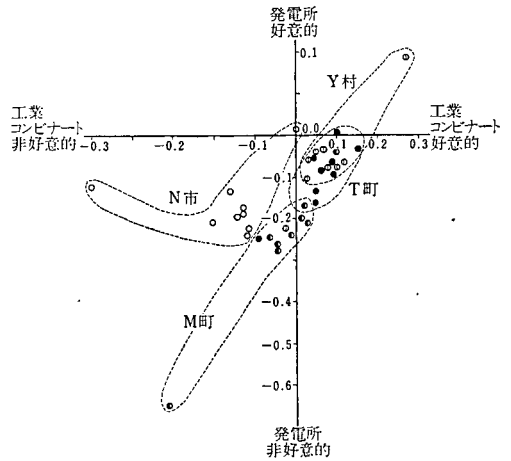 発電所
好意的
0.1
Y村
工業
コンビナート
非好意的
0.0
工業
コンビナート
好意的
−0.3
−0.2
−0.1
0.1
0.2
0.3
−0.1
N市
T町
−0.2
−0.3
M町
−0.4
−0.5
−0.6
発電所
非好意的